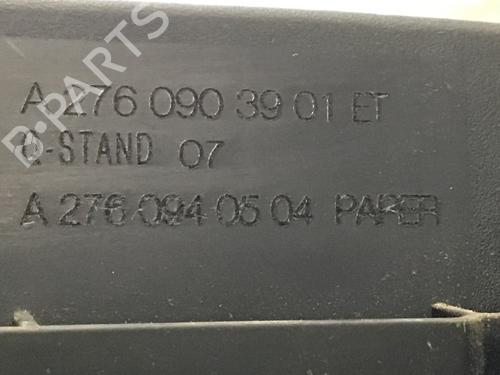 A 276 090 39 01 ET
Q-STAND 07
A 276 094 05 04 PAPER
B-PARTS